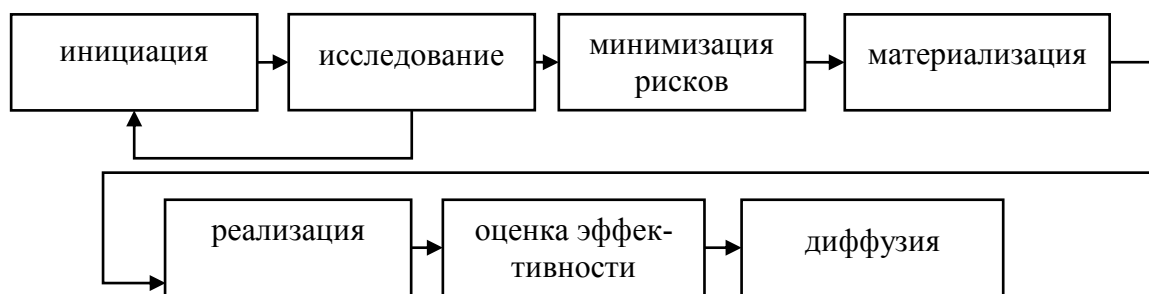 инициация
исследование
минимизация
рисков
материализация
реализация
оценка эффек-
тивности
диффузия